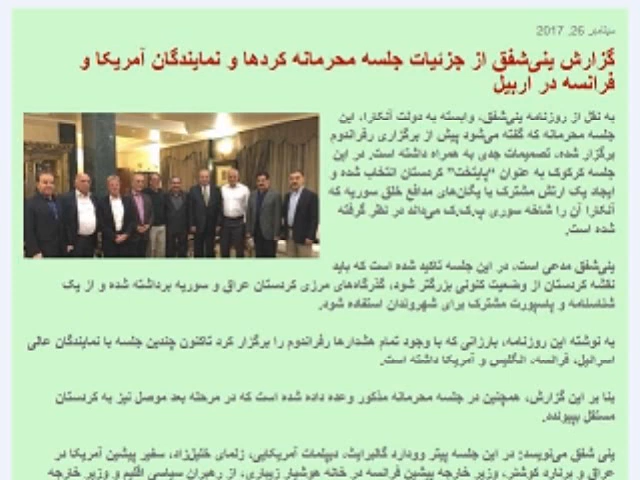 سپتامبر 26, 2017
گزارش ینی‌شفق از جزئیات جلسه محرمانه کردها و نمایندگان آمریکا و
فرانسه در اربیل
به نقل از روزنامه ینی‌شفق، وابسته به دولت آنکارا، این
جلسه محرمانه که گفته می‌شود پیش از برگزاری رفراندوم
برگزار شده، تصمیمات جدی به همراه داشته است. در این
جلسه کرکوک به عنوان "پایتخت" کردستان انتخاب شده و
ایجاد یک ارتش مشترک با یگان‌های مدافع خلق سوریه که
آنکارا آن را شاخه سوری پ.ک.ک می‌داند در نظر گرفته
شده است.
ینی‌شفق مدعی است، در این جلسه تاکید شده است که باید
نقشه کردستان از وضعیت کنونی بزرگتر شود، گذرگاه‌های مرزی کردستان عراق و سوریه برداشته شده و از یک
شناسنامه و پاسپورت مشترک برای شهروندان استفاده شود.
به نوشته این روزنامه، بارزانی که با وجود تمام هشدارها رفراندوم را برگزار کرد تاکنون چندین جلسه با نمایندگان عالی
اسرائیل، فرانسه، انگلیس و آمریکا داشته است.
بنا بر این گزارش، همچنین در جلسه محرمانه مذکور وعده داده شده است که در مرحله بعد موصل نیز به کردستان
مستقل بپیوندد.
ینی شفق می‌نویسد: در این جلسه پیتر وودارد گالبرایت، دیپلمات آمریکایی، زلمای خلیل‌زاد، سفیر پیشین آمریکا در
عراق و برنارد کوشنر، وزیر خارجه پیشین فرانسه در خانه هوشیار زیباری، از رهبران سیاسی اقلیم و وزیر خارجه